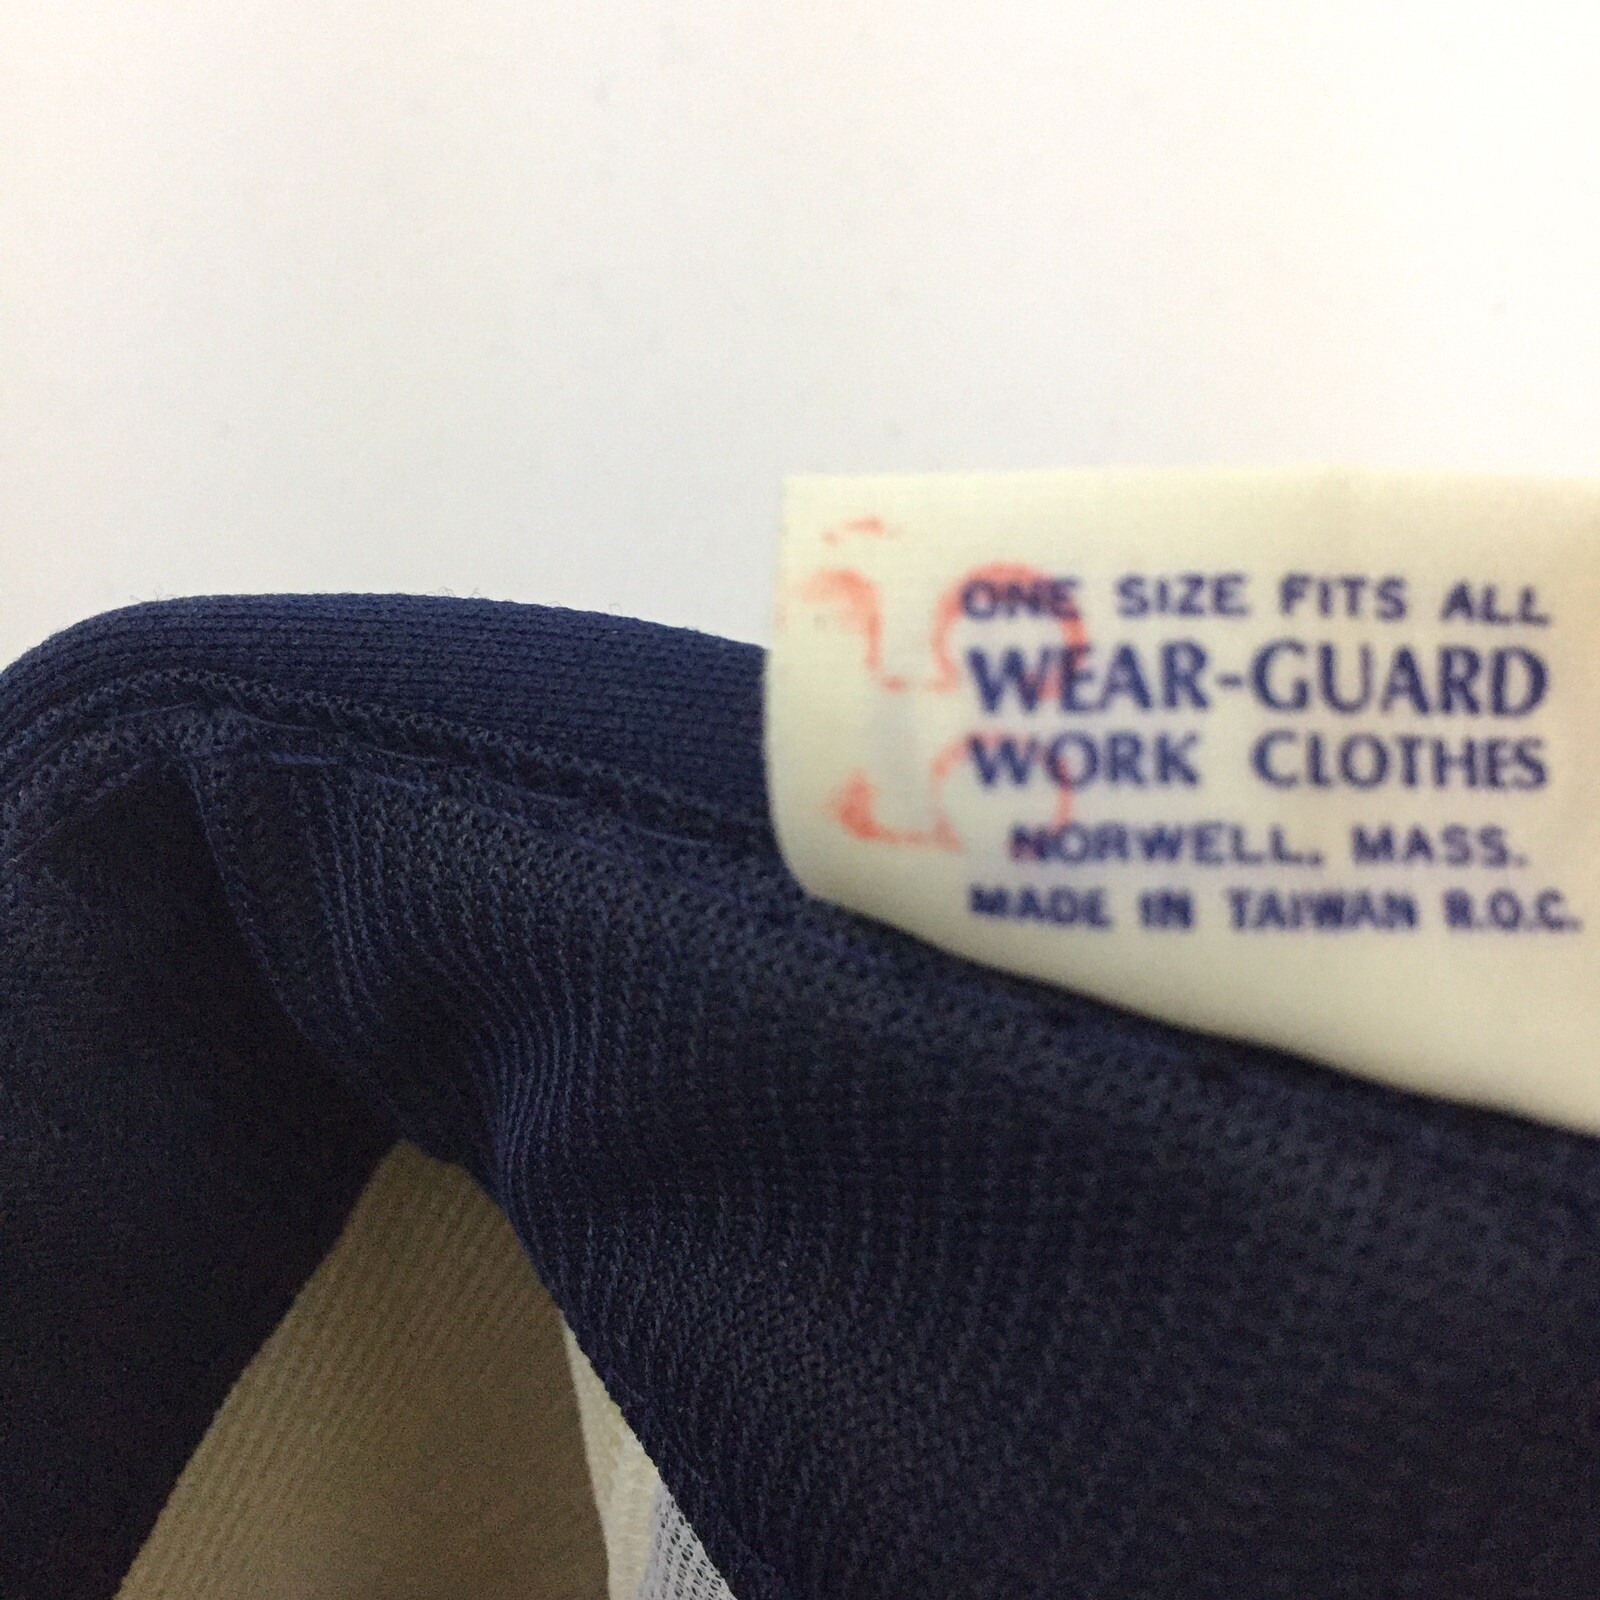 ONE SIZE FITS ALL
WEAR-GUARD
WORK CLOTHES
NORWELL, MASS.
MADE IN TAIWAN R.O.C.